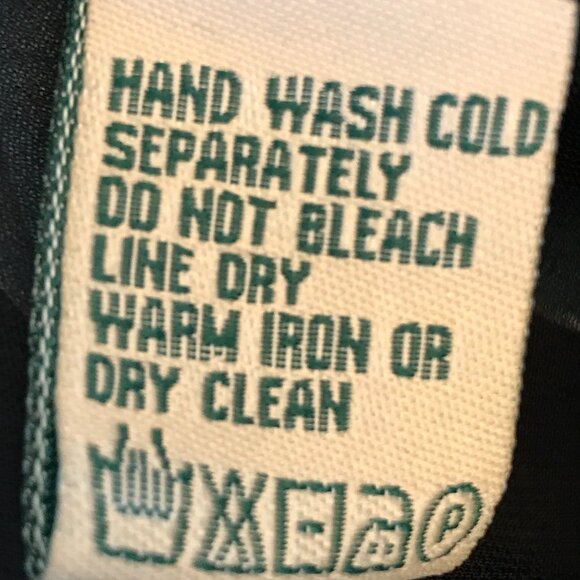 HAND WASH COLD
SEPARATELY
DO NOT BLEACH
LINE DRY
WARM IRON OR
DRY CLEAN
P